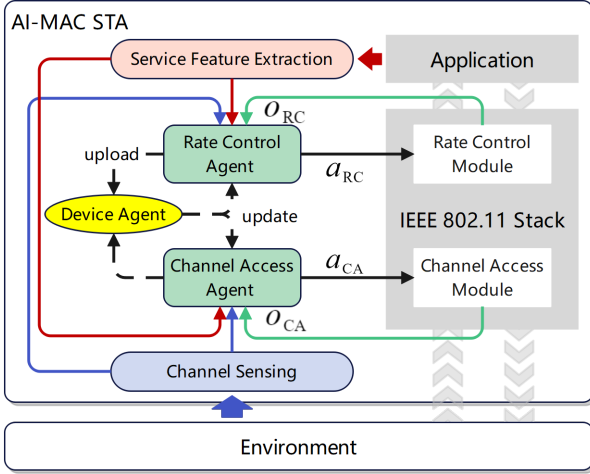 AI-MAC STA
Service Feature Extraction
Application
O_RC
upload
Rate Control
Agent
a_RC
Rate Control
Module
Device Agent
update
IEEE 802.11 Stack
Channel Access
Agent
a_CA
Channel Access
Module
O_CA
Channel Sensing
Environment